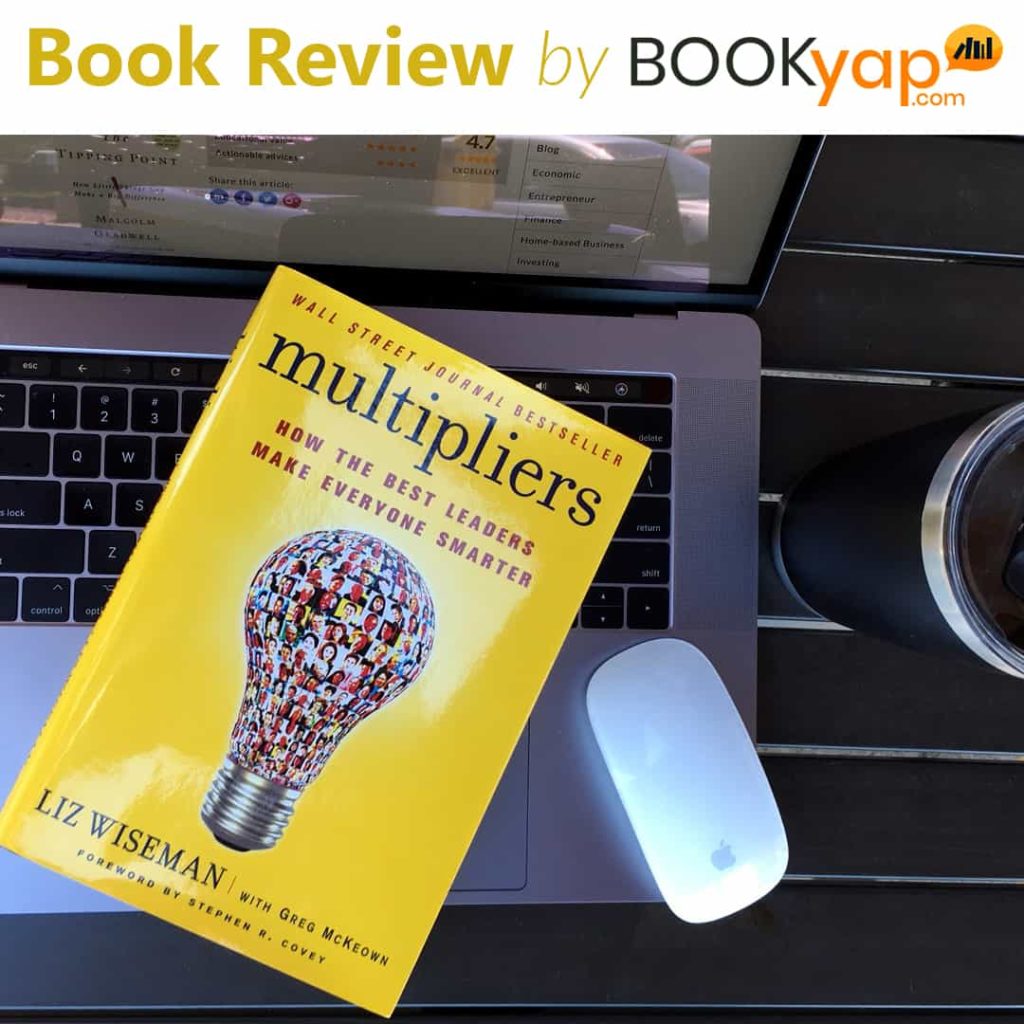 Book Review by BOOKyap
.com
TIPPING POINT
Actionable advices
4.7
EXCELLENT
Share this article:
MALCOLM
GLADWELL
Blog
Economic
Entrepreneur
Finance
Home-based Business
Investing
WALL STREET JOURNAL BESTSELLER
multipliers
HOW THE BEST LEADERS
MAKE EVERYONE SMARTER
LIZ WISEMAN | WITH GREG MCKEOWN
FOREWORD BY STEPHEN R. COVEY
esc
! @ #
1 2 3
delete
Q W
A S
return
Z
shift
control